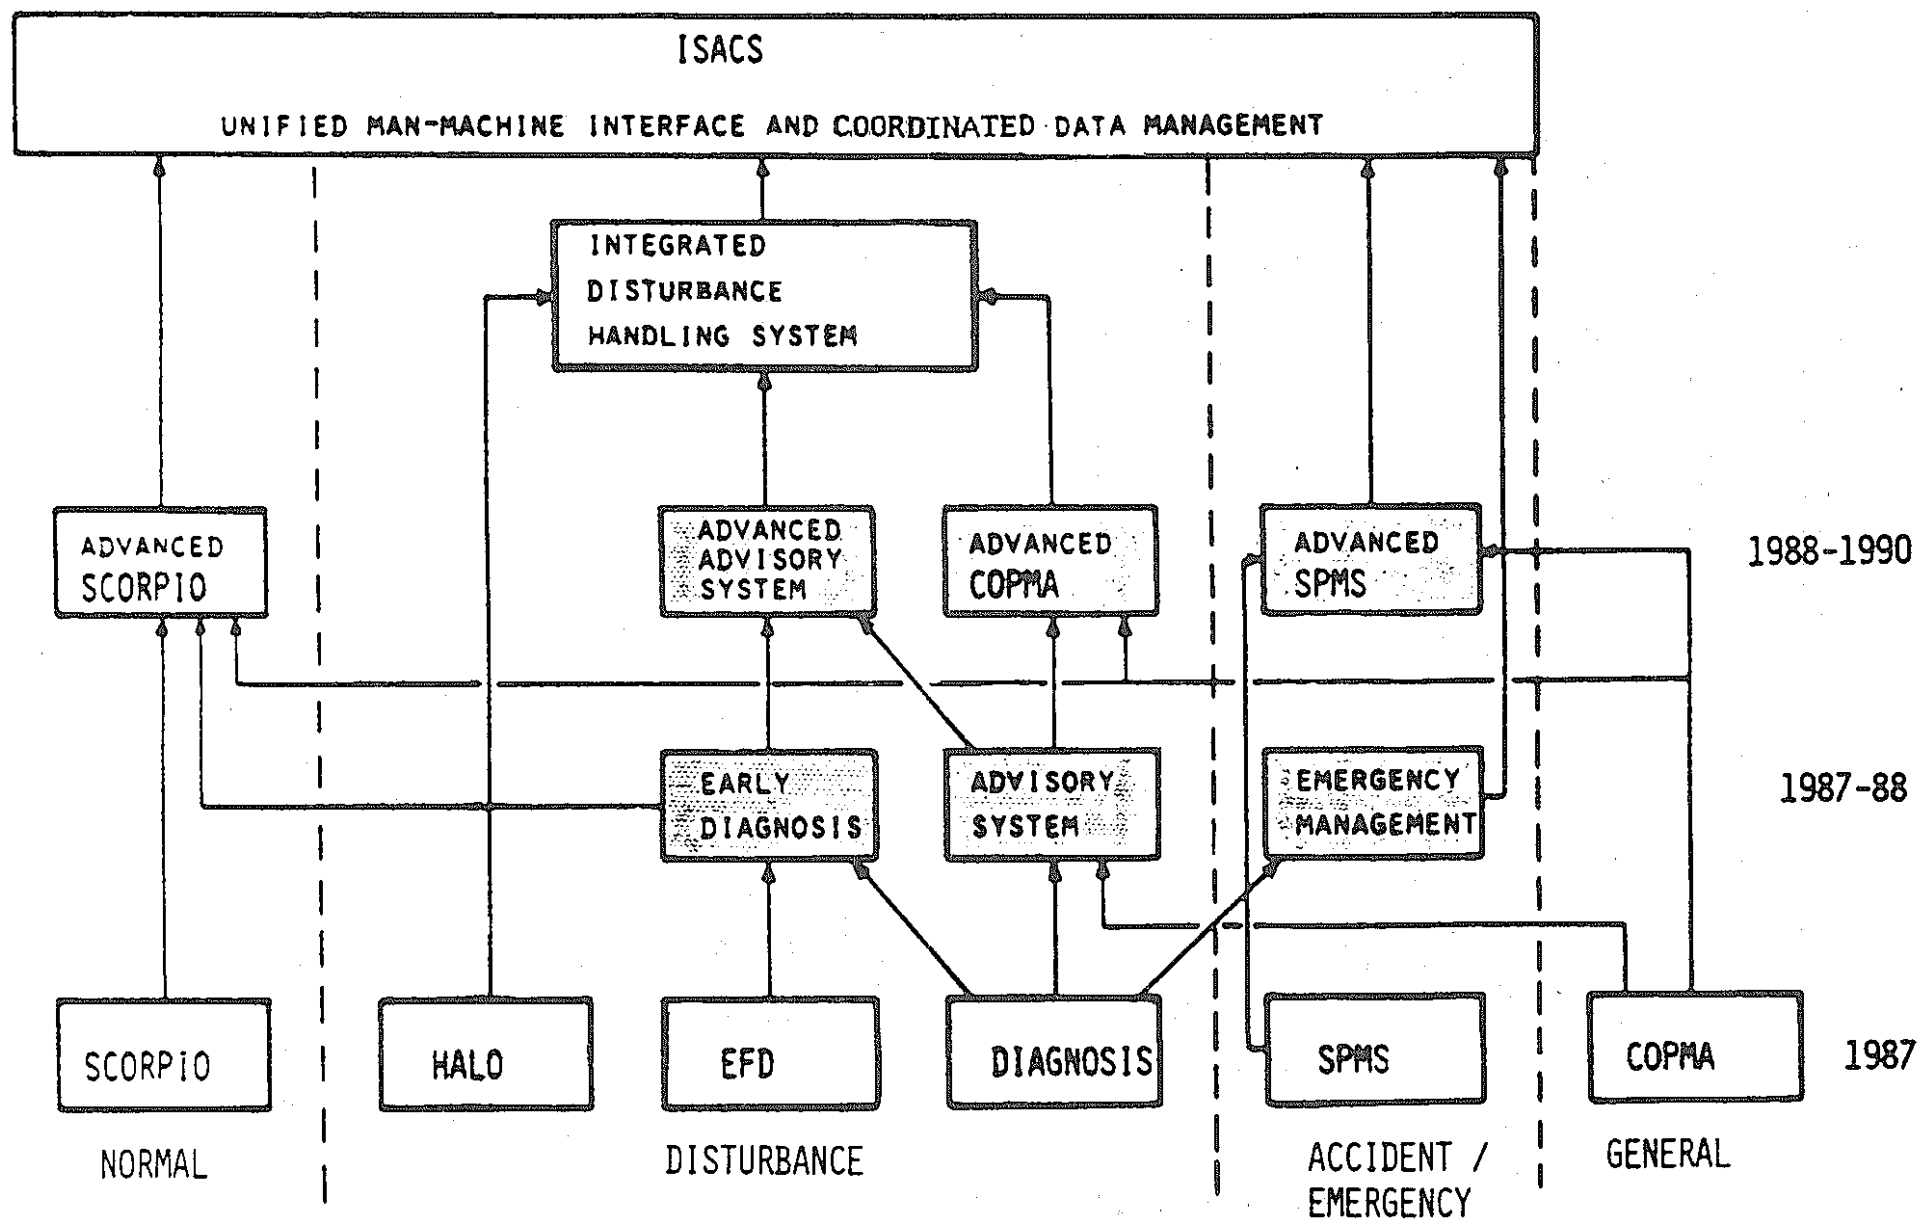 ISACS
UNIFIED MAN-MACHINE INTERFACE AND COORDINATED DATA MANAGEMENT
INTEGRATED
DISTURBANCE
HANDLING SYSTEM
ADVANCED
SCORPIO
ADVANCED
ADVISORY
SYSTEM
ADVANCED
COPMA
ADVANCED
SPMS
1988-1990
EARLY
DIAGNOSIS
ADVISORY
SYSTEM
EMERGENCY
MANAGEMENT
1987-88
SCORPIO
HALO
EFD
DIAGNOSIS
SPMS
COPMA
1987
NORMAL
DISTURBANCE
ACCIDENT /
EMERGENCY
GENERAL